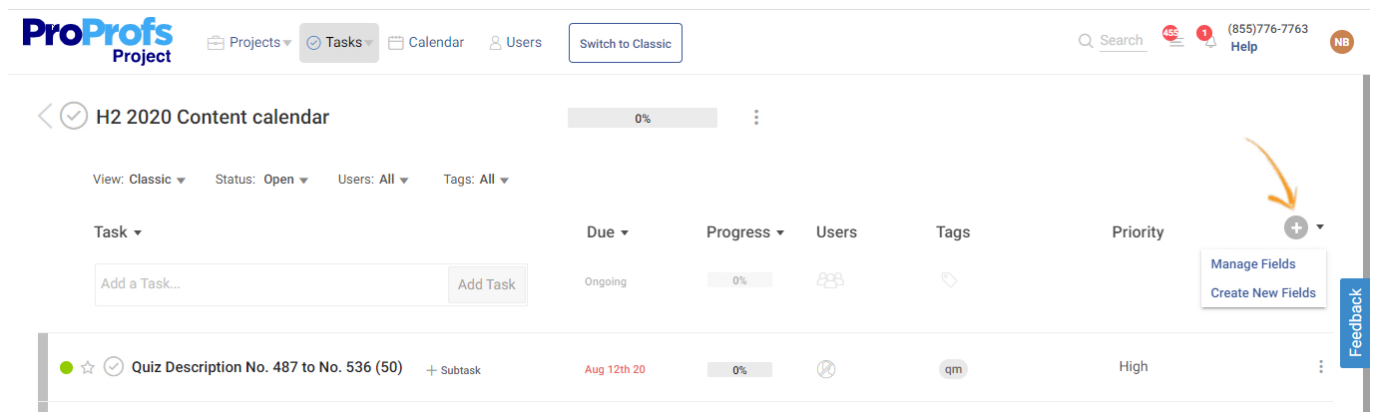 ProProfs
Project
Projects Tasks Calendar Users Switch to Classic Search 455 1 (855)776-7763
Help
NB
H2 2020 Content calendar 0%
View: Classic Status: Open Users: All Tags: All
Task Due Progress Users Tags Priority
Manage Fields
Create New Fields
Add a Task... Add Task Ongoing 0%
Feedback
Quiz Description No. 487 to No. 536 (50) + Subtask Aug 12th 20 0% qm High